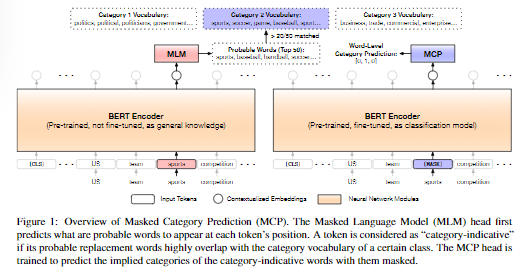 Category 1 Vocabulary:
politics, political, politicians, government...
Category 2 Vocabulary:
sports, soccer, game, baseball, sport...
Category 3 Vocabulary:
business, trade, commercial, enterprise...
> 20/50 matched
MLM
Probable Words (Top 50):
sports, baseball, handball, soccer...
Word-Level
Category Prediction:
[0, 1, 0]
MCP
BERT Encoder
(Pre-trained, not fine-tuned, as general knowledge)
BERT Encoder
(Pre-trained, fine-tuned, as classification model)
[CLS] US team sports competition
US team sports competition
[CLS] US team [MASK] competition
US team sports competition
Input Tokens Contextualized Embeddings Neural Network Modules
Figure 1: Overview of Masked Category Prediction (MCP). The Masked Language Model (MLM) head first
predicts what are probable words to appear at each token's position. A token is considered as “category-indicative”
if its probable replacement words highly overlap with the category vocabulary of a certain class. The MCP head is
trained to predict the implied categories of the category-indicative words with them masked.